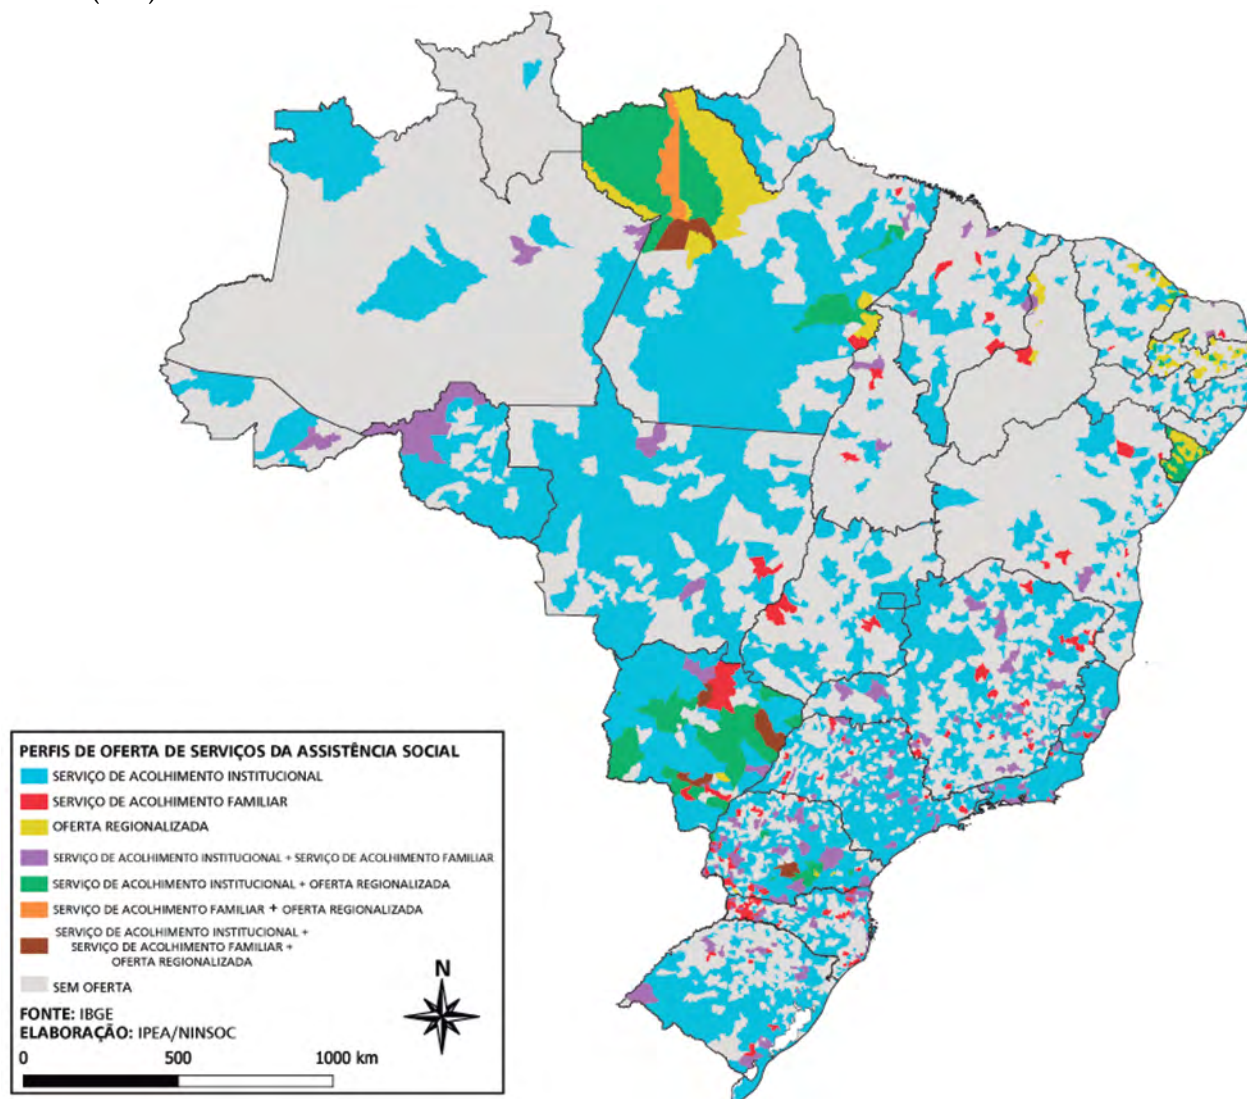 PERFIS DE OFERTA DE SERVIÇOS DA ASSISTÊNCIA SOCIAL
SERVIÇO DE ACOLHIMENTO INSTITUCIONAL
SERVIÇO DE ACOLHIMENTO FAMILIAR
OFERTA REGIONALIZADA
SERVIÇO DE ACOLHIMENTO INSTITUCIONAL + SERVIÇO DE ACOLHIMENTO FAMILIAR
SERVIÇO DE ACOLHIMENTO INSTITUCIONAL + OFERTA REGIONALIZADA
SERVIÇO DE ACOLHIMENTO FAMILIAR + OFERTA REGIONALIZADA
SERVIÇO DE ACOLHIMENTO INSTITUCIONAL +
SERVIÇO DE ACOLHIMENTO FAMILIAR +
OFERTA REGIONALIZADA
SEM OFERTA
N
FONTE: IBGE
ELABORAÇÃO: IPEA/NINSOC
0 500 1000 km